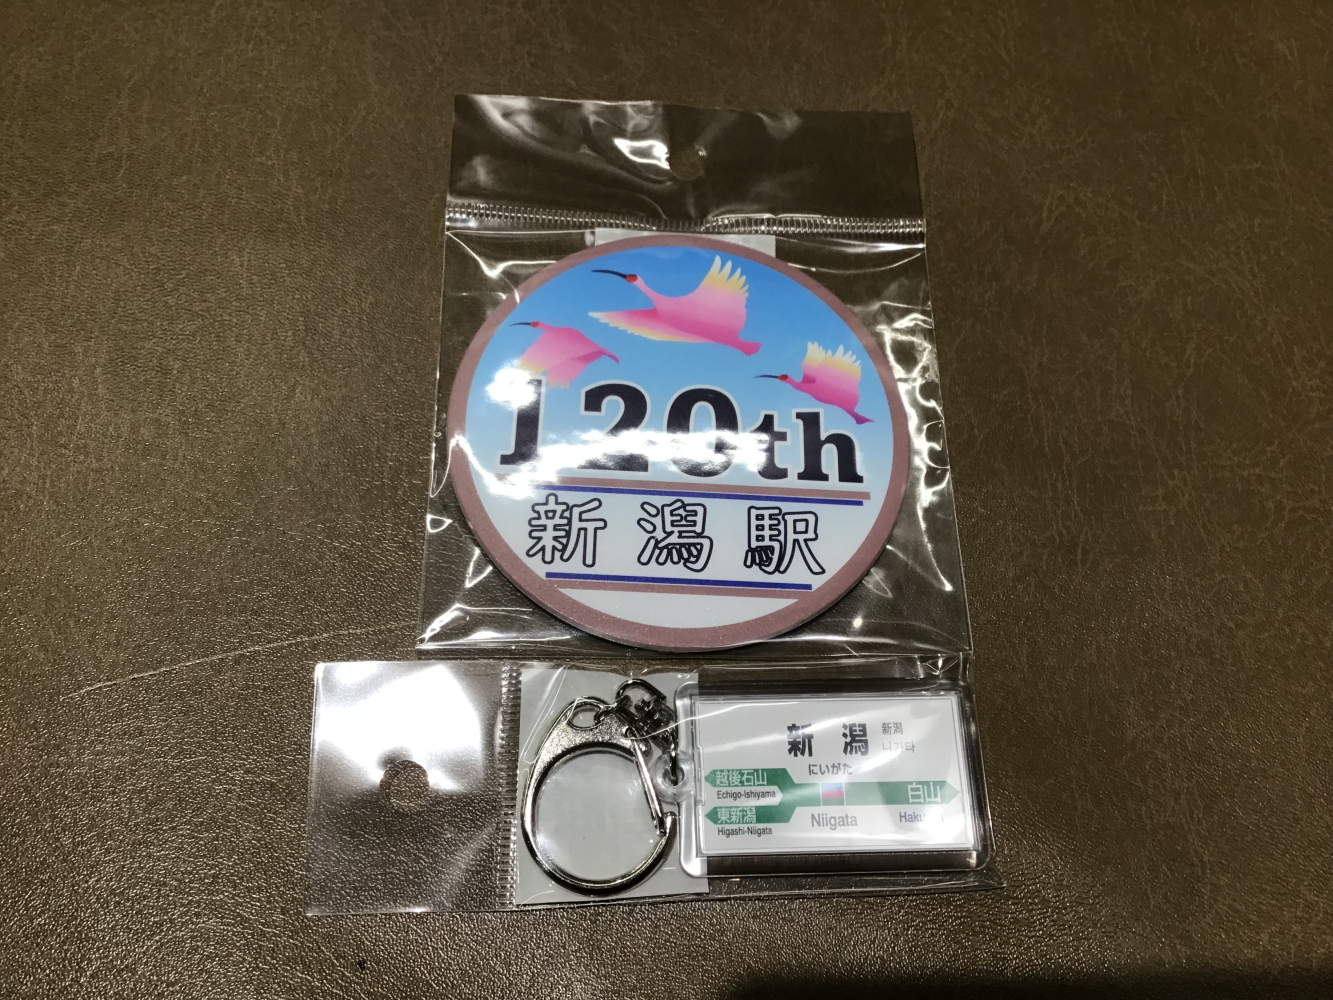 120th
新潟駅
新潟 新潟
니가타
にいがた
越後石山
Echigo-Ishiyama
白山
東新潟
Niigata
Higashi-Niigata